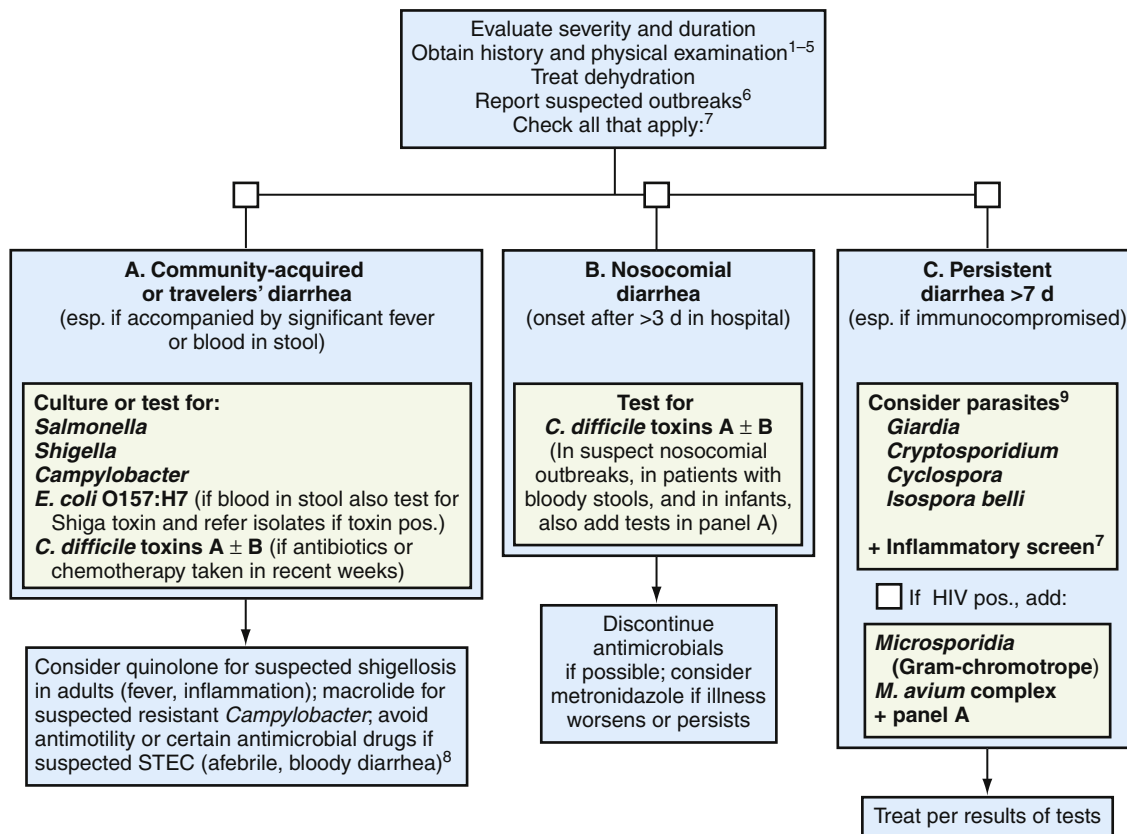 Evaluate severity and duration
Obtain history and physical examination1–5
Treat dehydration
Report suspected outbreaks6
Check all that apply:7
A. Community-acquired
or travelers’ diarrhea
(esp. if accompanied by significant fever
or blood in stool)
Culture or test for:
Salmonella
Shigella
Campylobacter
E. coli O157:H7 (if blood in stool also test for
Shiga toxin and refer isolates if toxin pos.)
C. difficile toxins A ± B (if antibiotics or
chemotherapy taken in recent weeks)
Consider quinolone for suspected shigellosis
in adults (fever, inflammation); macrolide for
suspected resistant Campylobacter; avoid
antimotility or certain antimicrobial drugs if
suspected STEC (afebrile, bloody diarrhea)8
B. Nosocomial
diarrhea
(onset after >3 d in hospital)
Test for
C. difficile toxins A ± B
(In suspect nosocomial
outbreaks, in patients with
bloody stools, and in infants,
also add tests in panel A)
Discontinue
antimicrobials
if possible; consider
metronidazole if illness
worsens or persists
C. Persistent
diarrhea >7 d
(esp. if immunocompromised)
Consider parasites9
Giardia
Cryptosporidium
Cyclospora
Isospora belli
+ Inflammatory screen7
If HIV pos., add:
Microsporidia
(Gram-chromotrope)
M. avium complex
+ panel A
Treat per results of tests